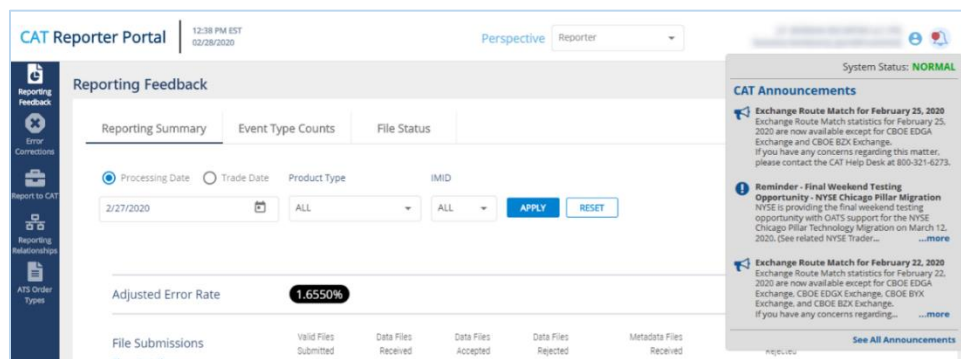 CAT Reporter Portal
12:38 PM EST
02/28/2020
Perspective
Reporter
System Status: NORMAL
CAT Announcements
Exchange Route Match for February 25, 2020
Exchange Route Match statistics for February 25,
2020 are now available except for CBOE EDGA
Exchange and CBOE BZX Exchange.
If you have any concerns regarding this matter,
please contact the CAT Help Desk at 800-321-6273.
Reminder - Final Weekend Testing
Opportunity - NYSE Chicago Pillar Migration
NYSE is providing the final weekend testing
opportunity with OATS support for the NYSE
Chicago Pillar Technology Migration on March 12,
2020. (See related NYSE Trader... ...more
Exchange Route Match for February 22, 2020
Exchange Route Match statistics for February 22,
2020 are now available except for CBOE EDGA
Exchange, CBOE EDGX Exchange, CBOE BYX
Exchange, and CBOE BZX Exchange.
If you have any concerns regarding... ...more
See All Announcements
Reporting
Feedback
Error
Corrections
Report to CAT
Reporting
Relationships
ATS Order
Types
Reporting Feedback
Reporting Summary
Event Type Counts
File Status
Processing Date
Trade Date
Product Type
IMID
2/27/2020
ALL
ALL
APPLY
RESET
Adjusted Error Rate
1.6550%
File Submissions
Valid Files
Submitted
Data Files
Received
Data Files
Accepted
Data Files
Rejected
Metadata Files
Received
Rejected